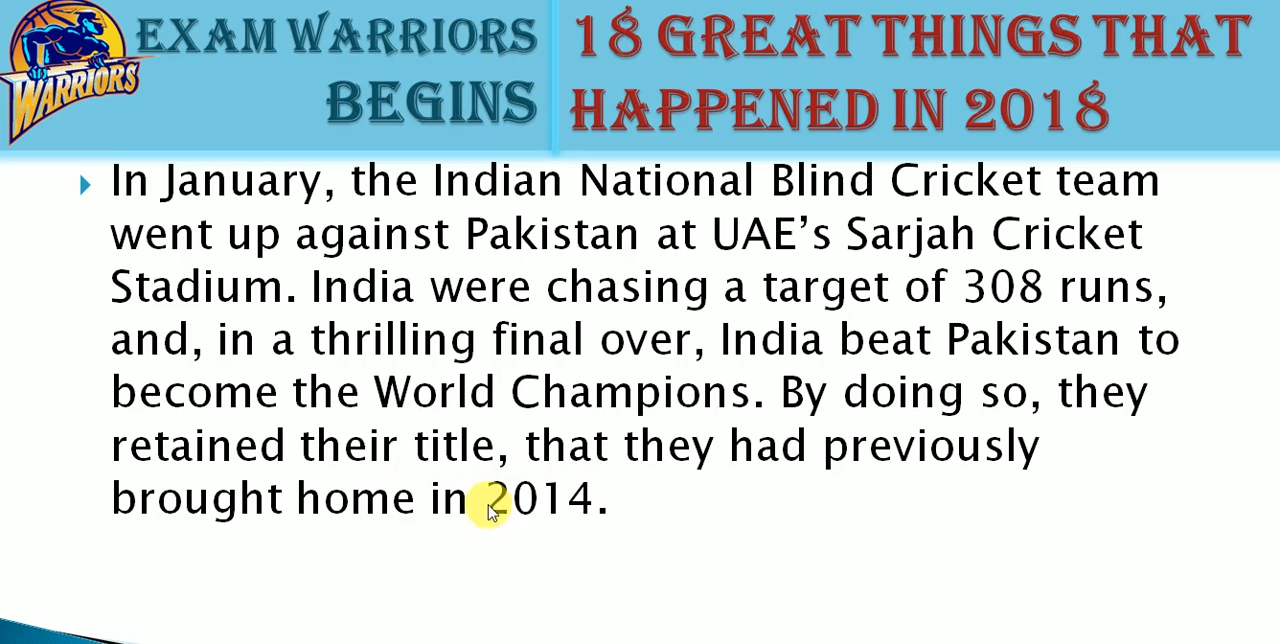 WARRIORS
EXAM WARRIORS
BEGINS
18 GREAT THINGS THAT
HAPPENED IN 2018
In January, the Indian National Blind Cricket team
went up against Pakistan at UAE’s Sarjah Cricket
Stadium. India were chasing a target of 308 runs,
and, in a thrilling final over, India beat Pakistan to
become the World Champions. By doing so, they
retained their title, that they had previously
brought home in 2014.